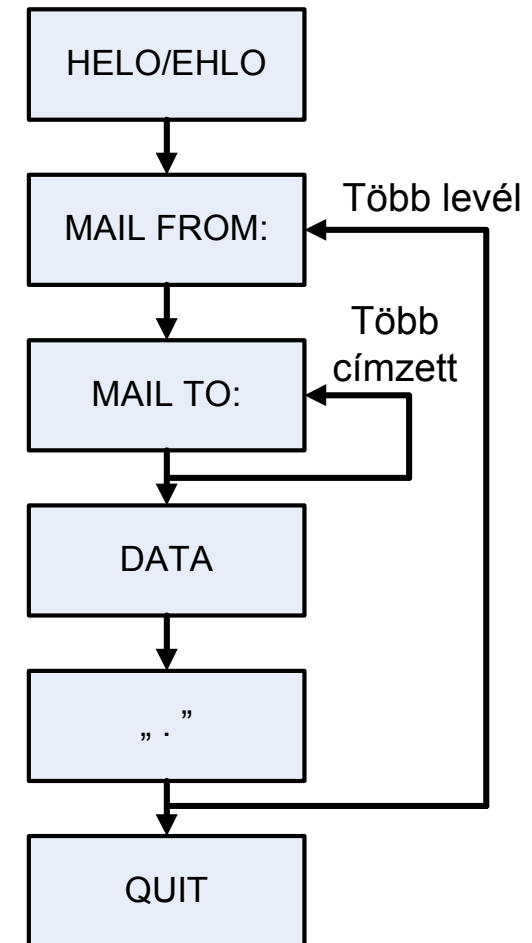 HELO/EHLO
Több levél
MAIL FROM:
Több
címzett
MAIL TO:
DATA
„ . ”
QUIT